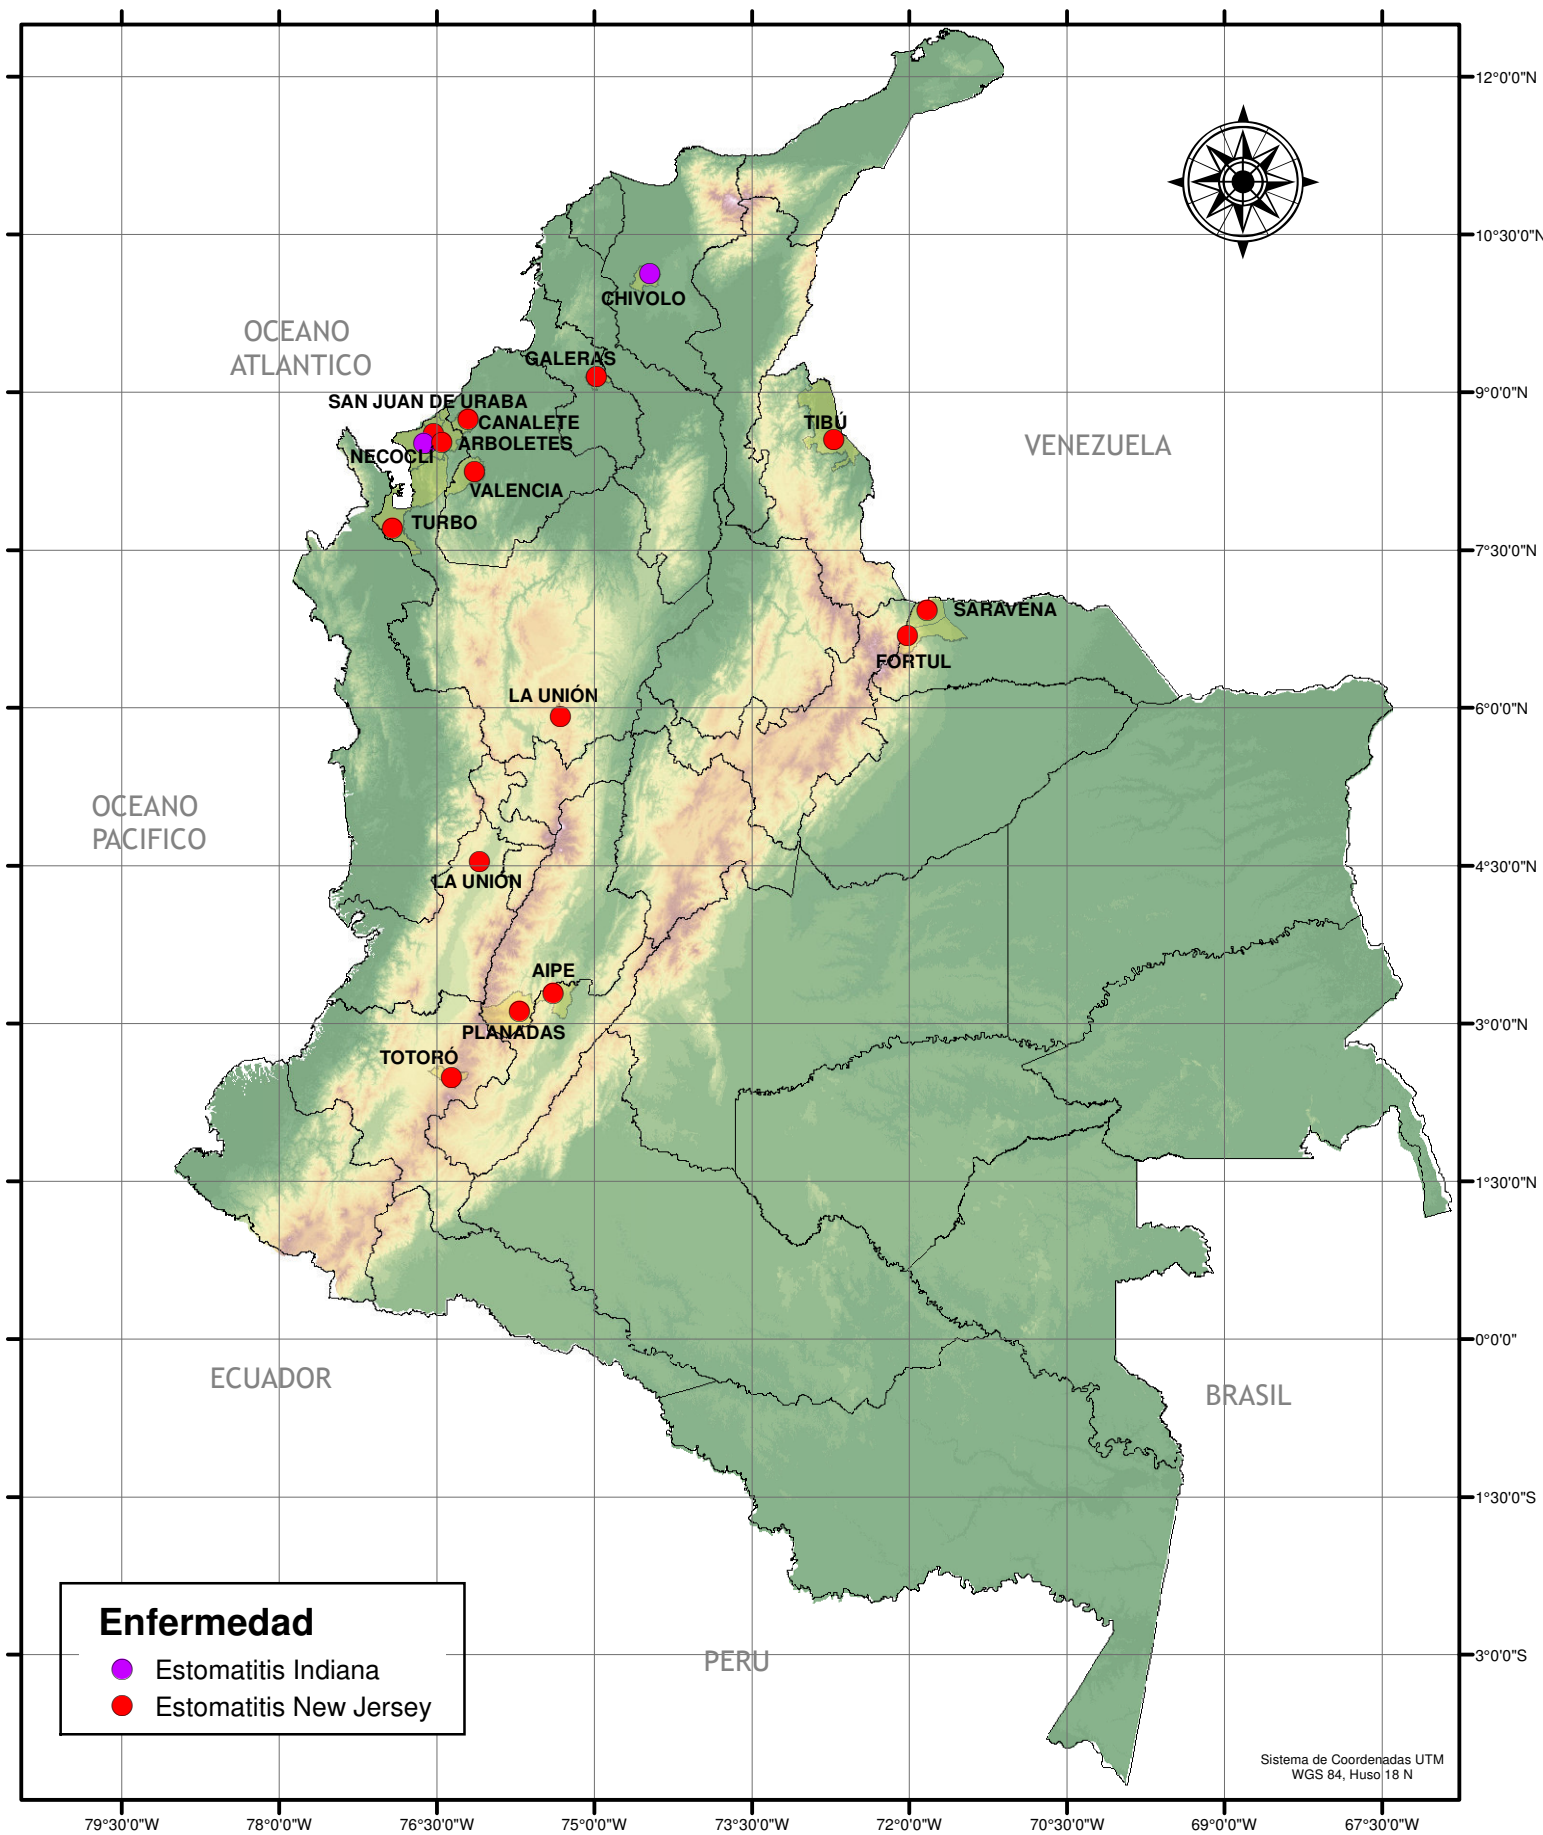 12°0'0"N
10°30'0"N
CHIVOLO
OCEANO
ATLANTICO
GALERAS
9°0'0"N
SAN JUAN DE URABA
CANALETE
TIBÚ
ARBOLETES
VENEZUELA
NECOCLÍ
VALENCIA
TURBO
7°30'0"N
SARAVENA
FORTUL
LA UNIÓN
6°0'0"N
OCEANO
PACIFICO
4°30'0"N
LA UNIÓN
AIPE
3°0'0"N
PLANADAS
TOTORÓ
1°30'0"N
0°0'0"
ECUADOR
BRASIL
1°30'0"S
Enfermedad
Estomatitis Indiana
Estomatitis New Jersey
PERU
3°0'0"S
Sistema de Coordenadas UTM
WGS 84, Huso 18 N
79°30'0"W 78°0'0"W 76°30'0"W 75°0'0"W 73°30'0"W 72°0'0"W 70°30'0"W 69°0'0"W 67°30'0"W